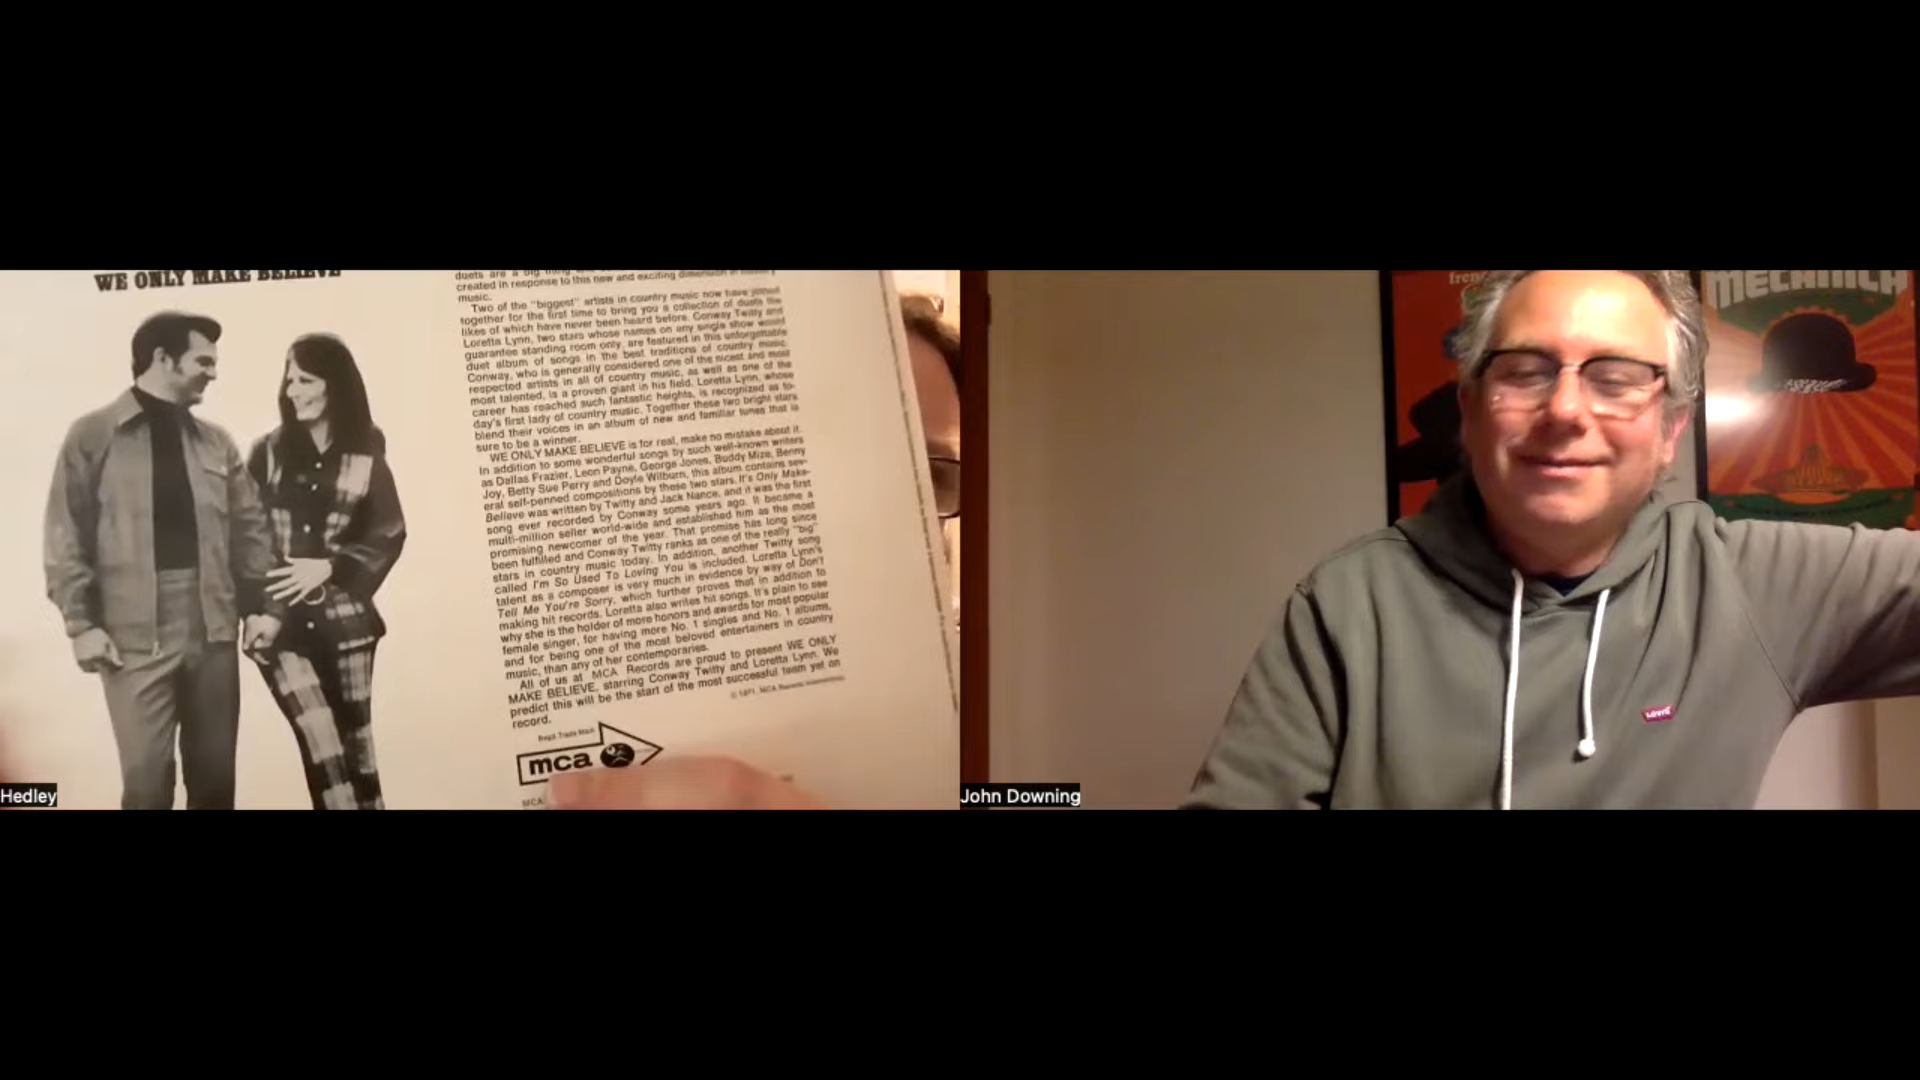 WE ONLY MAKE BELIEVE
duets are a big
created in response to this new and exciting dimension in
music.
Two of the "biggest" artists in country music now have joined
together for the first time to bring you a collection of duets the
likes of which have never been heard before. Conway Twitty and
Loretta Lynn, two stars whose names on any single show would
guarantee standing room only, are featured in this unforgettable
duet album of songs in the best traditions of country music.
Conway, who is generally considered one of the nicest and most
respected artists in all of country music, as well as one of the
most talented, is a proven giant in his field. Loretta Lynn, whose
career has reached such fantastic heights, is recognized as to-
day's first lady of country music. Together these two bright stars
blend their voices in an album of new and familiar tunes that is
sure to be a winner.
WE ONLY MAKE BELIEVE is for real, make no mistake about it.
In addition to some wonderful songs by such well-known writers
as Dallas Frazier, Leon Payne, George Jones, Buddy Mize, Benny
Joy, Betty Sue Perry and Doyle Wilburn, this album contains sev-
eral self-penned compositions by these two stars. It's Only Make-
Believe was written by Twitty and Jack Nance, and it was the first
song ever recorded by Conway some years ago. It became a
multi-million seller world-wide and established him as the most
promising newcomer of the year. That promise has long since
been fulfilled and Conway Twitty ranks as one of the really "big"
stars in country music today. In addition, another Twitty song
called I'm So Used To Loving You is included. Loretta Lynn's
talent as a composer is very much in evidence by way of Don't
Tell Me You're Sorry, which further proves that in addition to
making hit records, Loretta also writes hit songs. It's plain to see
why she is the holder of more honors and awards for most popular
female singer, for having more No. 1 singles and No. 1 albums,
and for being one of the most beloved entertainers in country
music, than any of her contemporaries.
All of us at MCA Records are proud to present WE ONLY
MAKE BELIEVE, starring Conway Twitty and Loretta Lynn. We
predict this will be the start of the most successful team yet on
record.
© 1971, MCA Records
Regd. Trade Mark
mca
MCA
Hedley
MECANICA
Levi's
John Downing